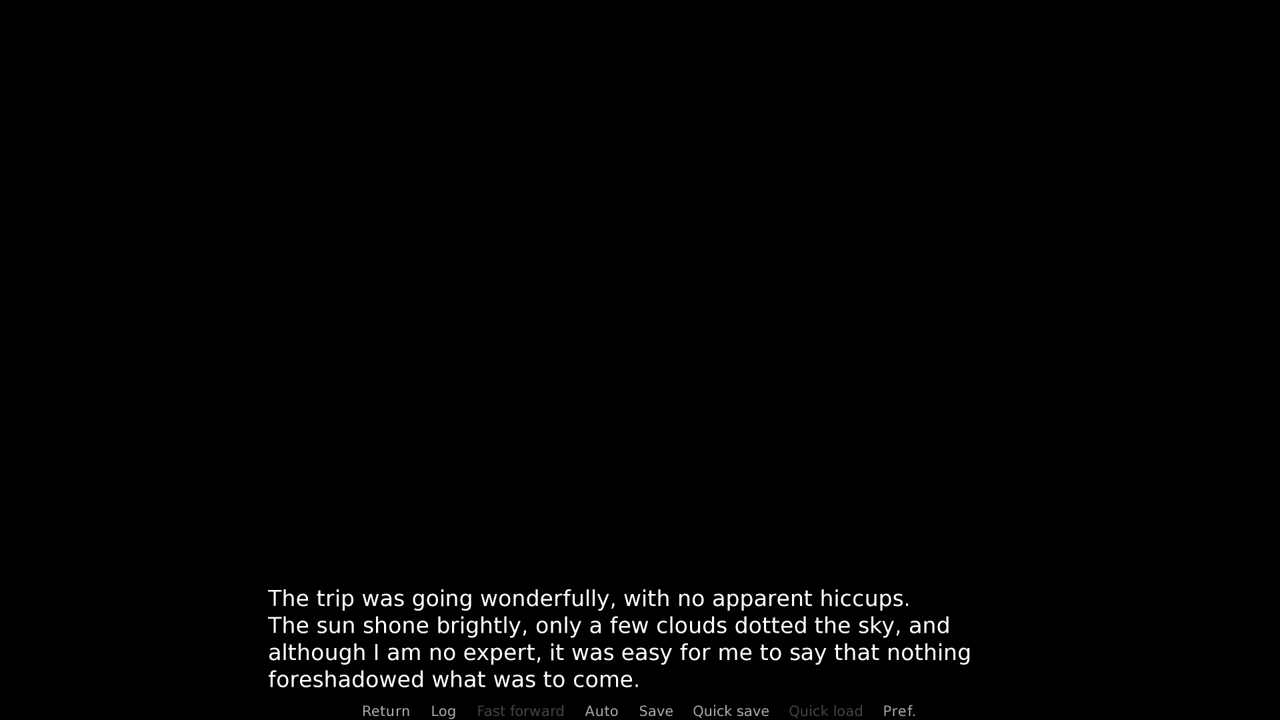 The trip was going wonderfully, with no apparent hiccups.
The sun shone brightly, only a few clouds dotted the sky, and
although I am no expert, it was easy for me to say that nothing
foreshadowed what was to come.
Return Log Fast forward Auto Save Quick save Quick load Pref.